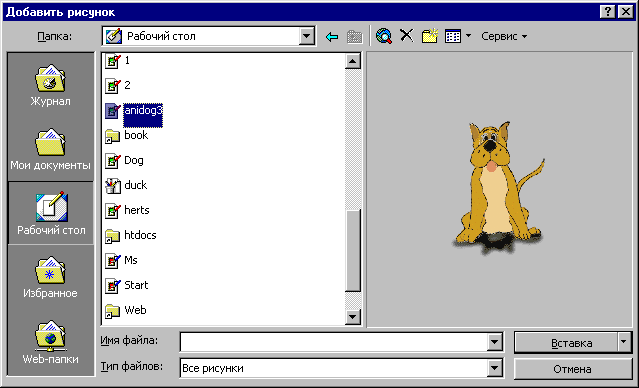 Добавить рисунок
Папка:
Рабочий стол
Сервис
Журнал
Мои документы
Рабочий стол
Избранное
Web-папки
1
2
anidog3
book
Dog
duck
herts
htdocs
Ms
Start
Web
Имя файла:
Вставка
Тип файлов:
Все рисунки
Отмена